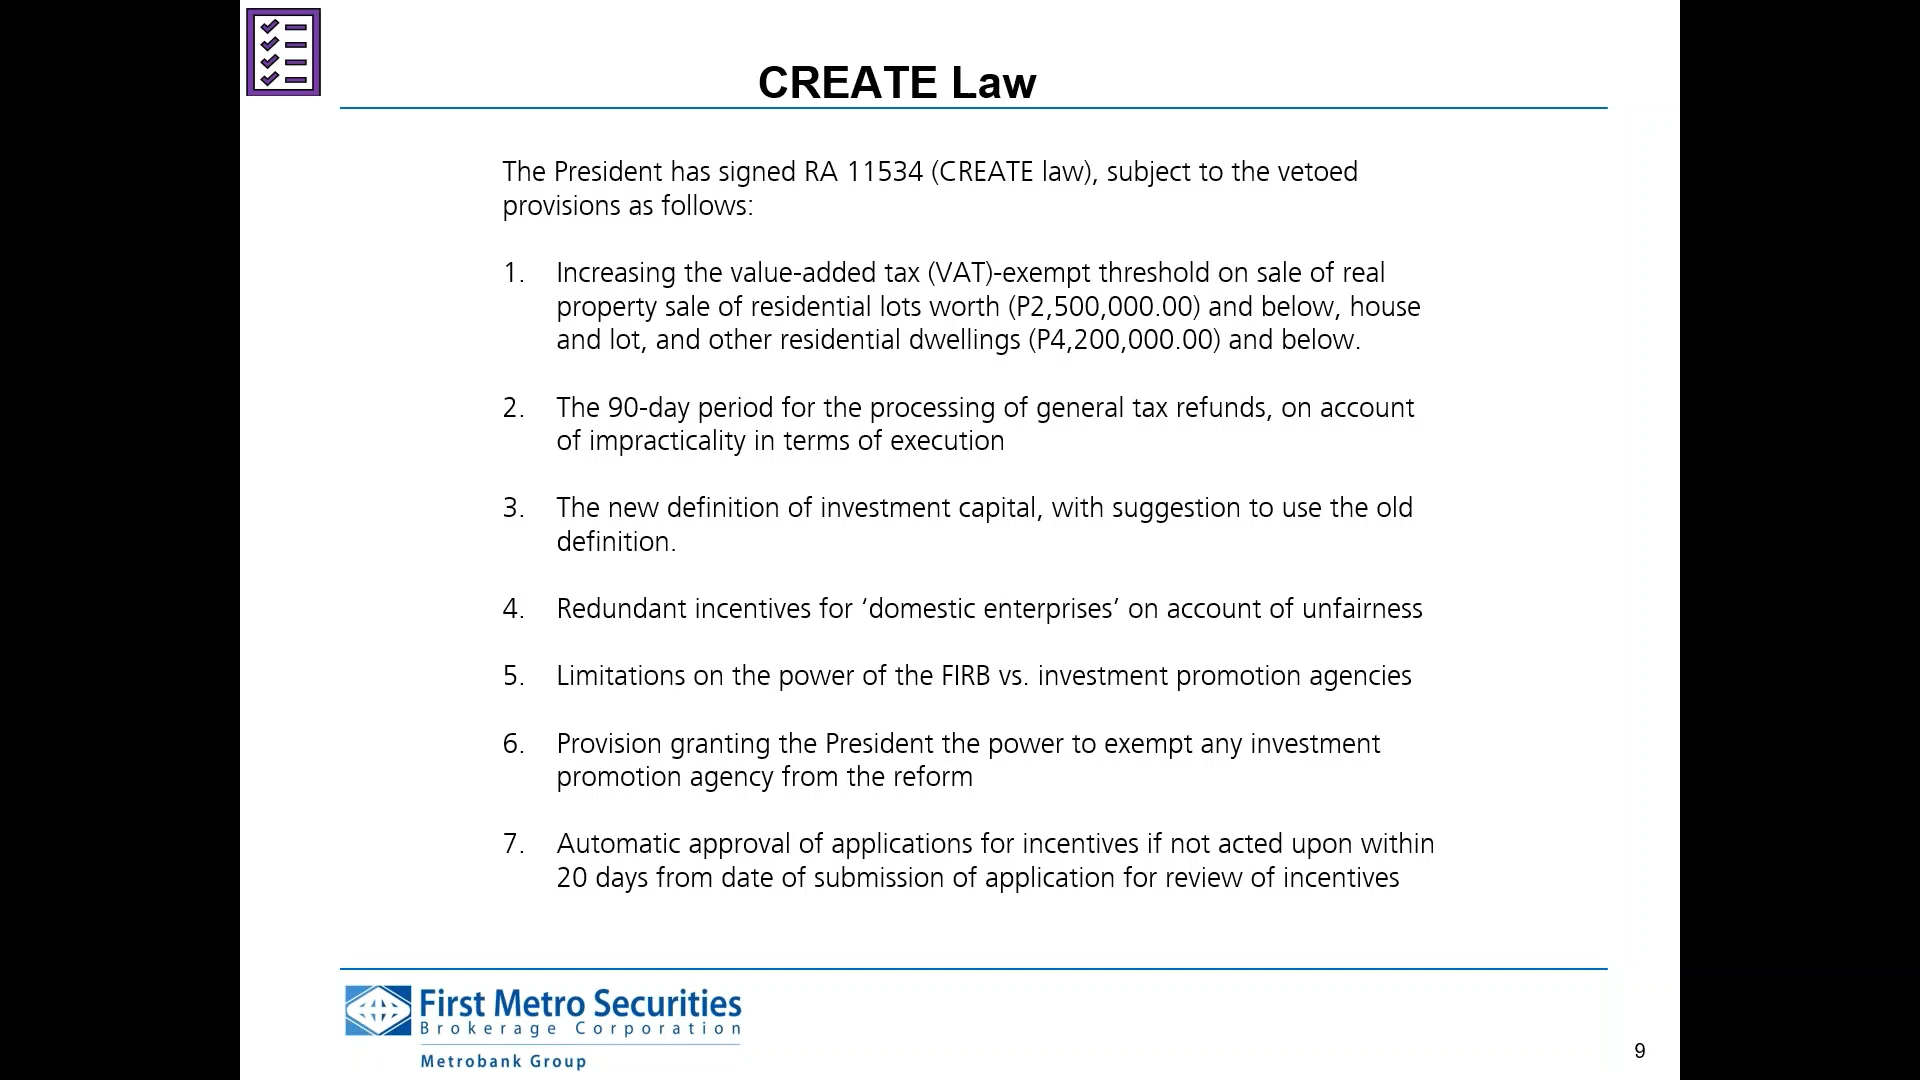 CREATE Law
The President has signed RA 11534 (CREATE law), subject to the vetoed
provisions as follows:
1. Increasing the value-added tax (VAT)-exempt threshold on sale of real
property sale of residential lots worth (P2,500,000.00) and below, house
and lot, and other residential dwellings (P4,200,000.00) and below.
2. The 90-day period for the processing of general tax refunds, on account
of impracticality in terms of execution
3. The new definition of investment capital, with suggestion to use the old
definition.
4. Redundant incentives for ‘domestic enterprises’ on account of unfairness
5. Limitations on the power of the FIRB vs. investment promotion agencies
6. Provision granting the President the power to exempt any investment
promotion agency from the reform
7. Automatic approval of applications for incentives if not acted upon within
20 days from date of submission of application for review of incentives
First Metro Securities
Brokerage Corporation
Metrobank Group
9